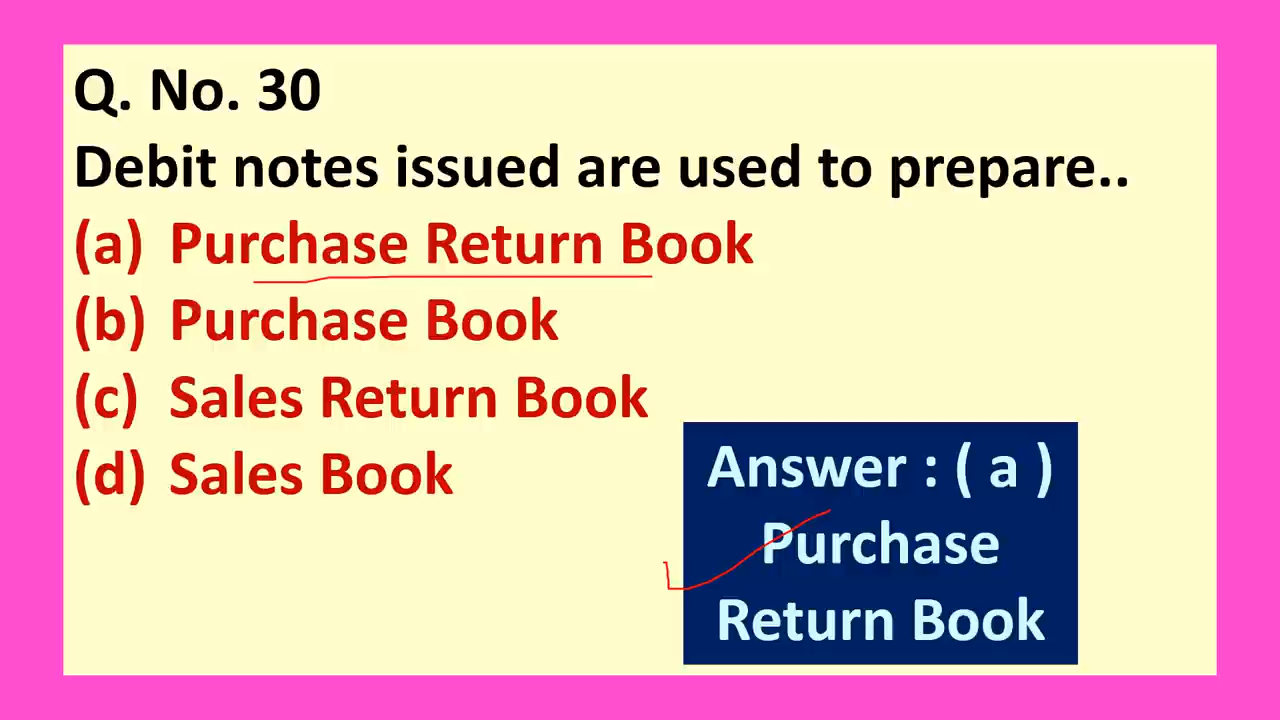 Q. No. 30
Debit notes issued are used to prepare..
(a) Purchase Return Book
(b) Purchase Book
(c) Sales Return Book
(d) Sales Book
Answer : ( a )
Purchase
Return Book